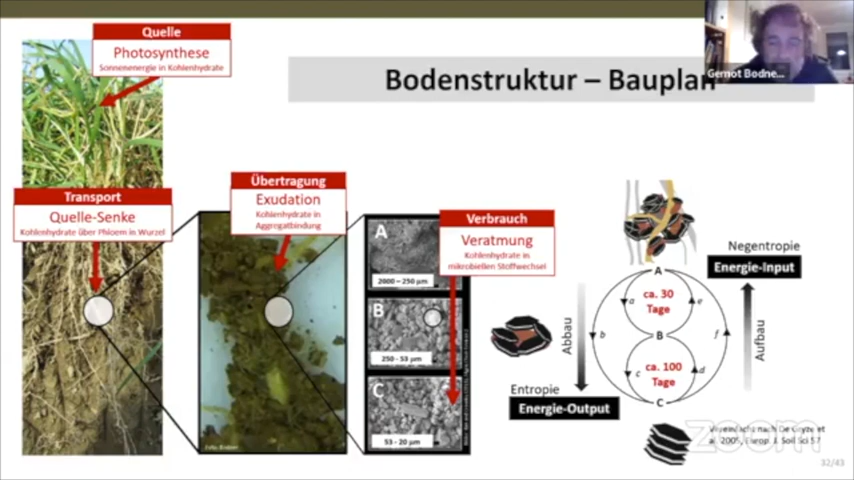 Quelle
Photosynthese
Sonnenenergie in Kohlenhydrate
Bodenstruktur – Bauplan
Gernot Bodne...
Transport
Quelle-Senke
Kohlenhydrate über Phloem in Wurzel
Übertragung
Exudation
Kohlenhydrate in
Aggregatbindung
Verbrauch
Veratmung
Kohlenhydrate in
mikrobiellen Stoffwechsel
A
2000 – 250 µm
B
250 - 53 µm
C
53 - 20 µm
Negentropie
Energie-Input
A
ca. 30
Tage
a
e
b
B
f
ca. 100
Tage
c
d
C
Abbau
Aufbau
Entropie
Energie-Output
zoom
32/43